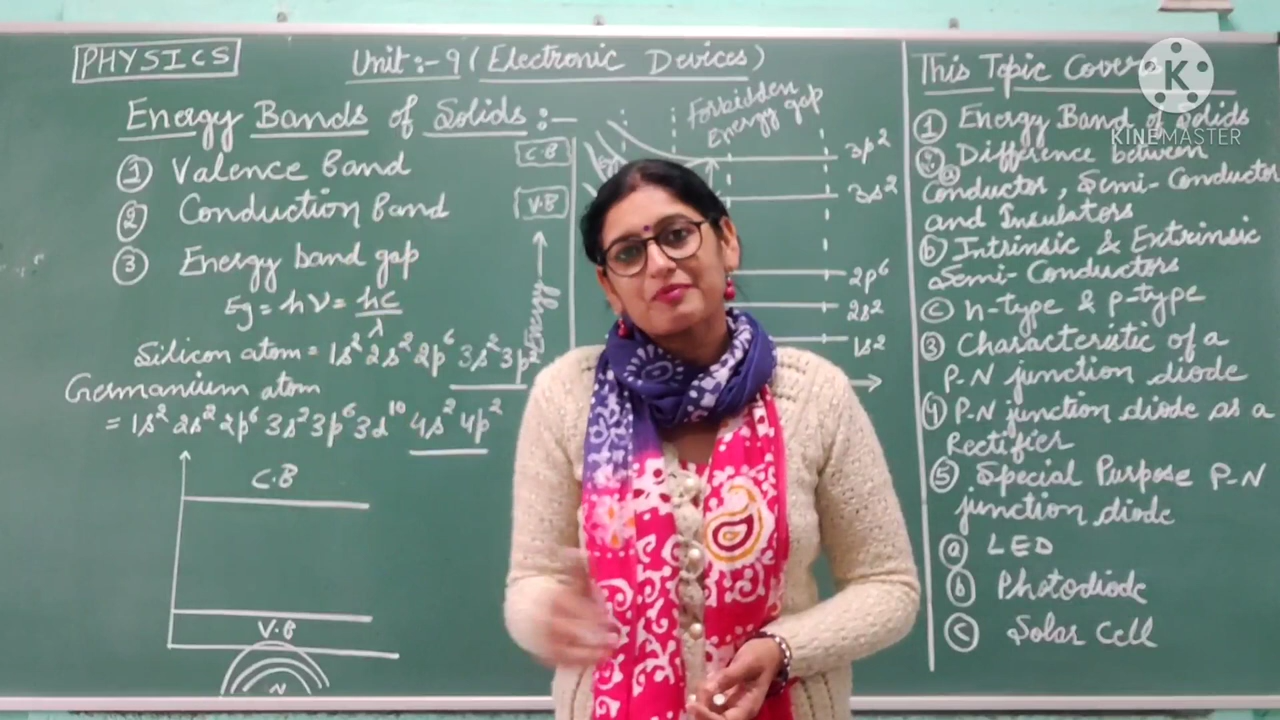 PHYSICS
Unit:-9 (Electronic Devices)
Energy Bands of Solids:-
① Valence Band
② Conduction Band
③ Energy band gap
Eg = hν = hc/λ
Silicon atom = 1s² 2s² 2p⁶ 3s² 3p²
Germanium atom
= 1s² 2s² 2p⁶ 3s² 3p⁶ 3d¹⁰ 4s² 4p²
C.B
V.B
N
Forbidden
Energy gap
C.B
V.B
Energy
3p²
3s²
2p⁶
2s²
1s²
This Topic Covers
① Energy Band of Solids
② a Difference between
Conductor, Semi-Conductor
and Insulators
ⓑ Intrinsic & Extrinsic
Semi-Conductors
ⓒ n-type & p-type
③ Characteristic of a
P-N junction diode
④ P-N junction diode as a
Rectifier
⑤ Special Purpose P-N
junction diode
ⓐ LED
ⓑ Photodiode
ⓒ Solar Cell
K
KINEMASTER